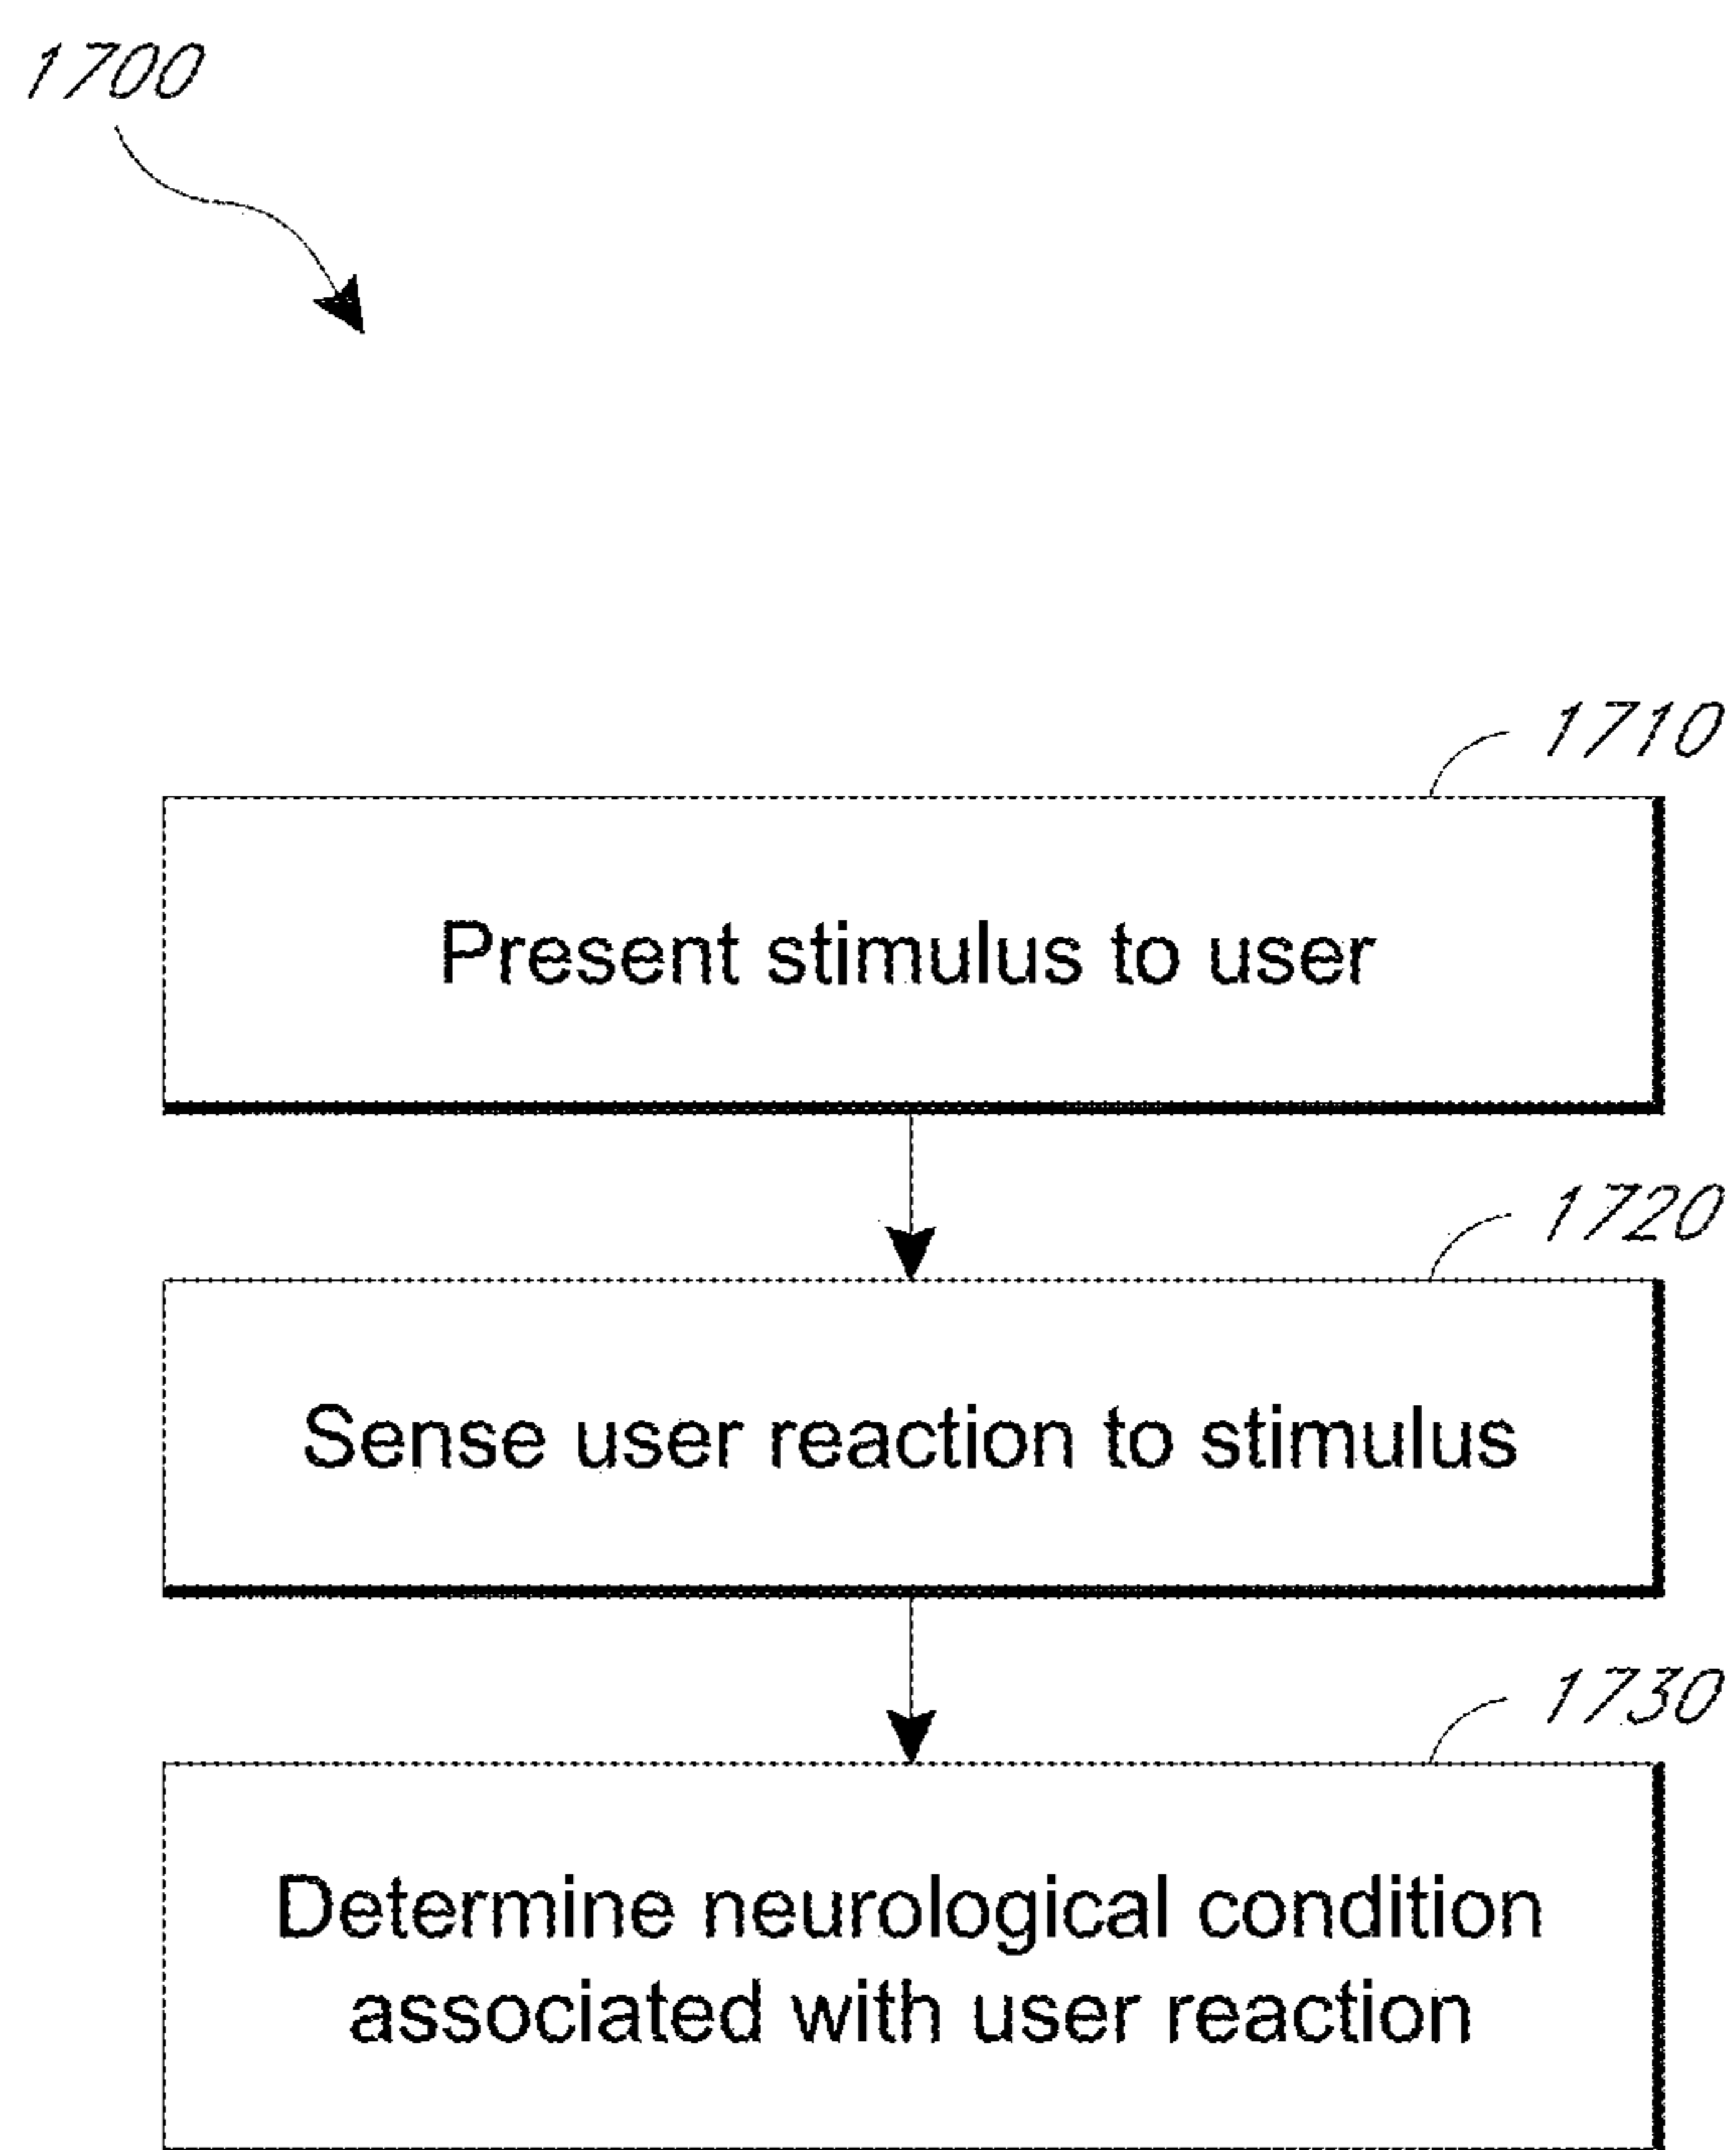 1700
1710
Present stimulus to user
1720
Sense user reaction to stimulus
1730
Determine neurological condition
associated with user reaction